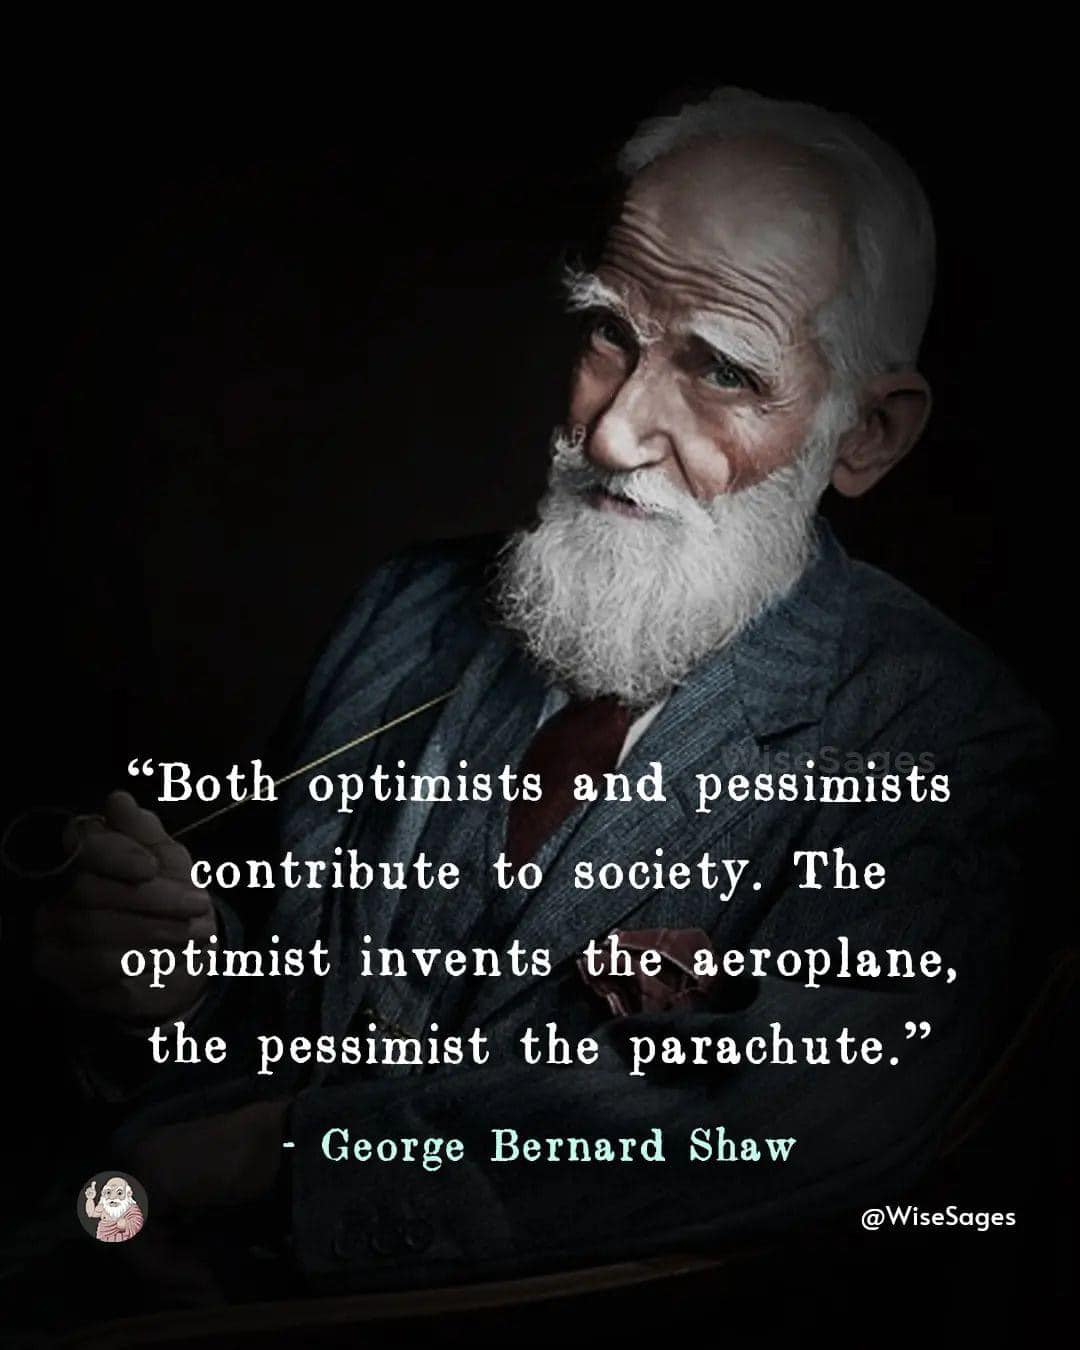 WiseSages
“Both optimists and pessimists
contribute to society. The
optimist invents the aeroplane,
the pessimist the parachute.”
- George Bernard Shaw
@WiseSages